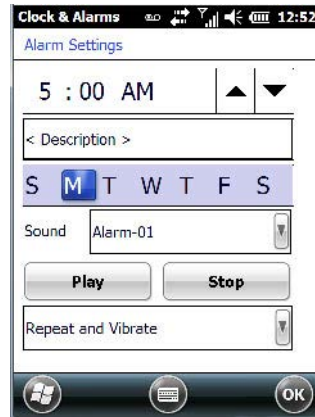 Clock & Alarms 12:52
Alarm Settings
5 : 00 AM
< Description >
S M T W T F S
Sound Alarm-01
Play Stop
Repeat and Vibrate
OK